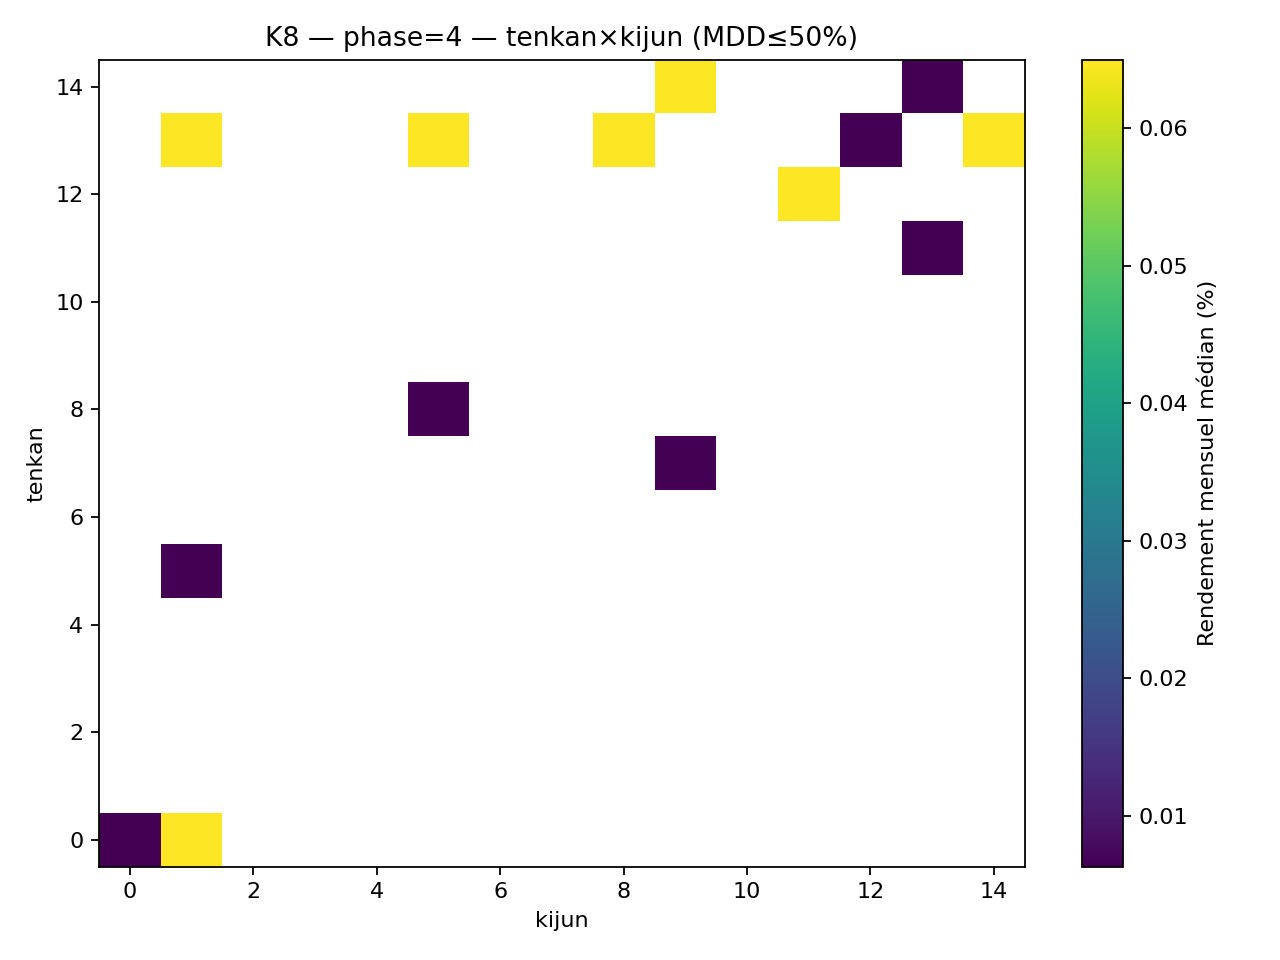 K8 — phase=4 — tenkan×kijun (MDD≤50%)
14
12
10
8
6
4
2
0
tenkan
0 2 4 6 8 10 12 14
kijun
0.06
0.05
0.04
0.03
0.02
0.01
Rendement mensuel médian (%)